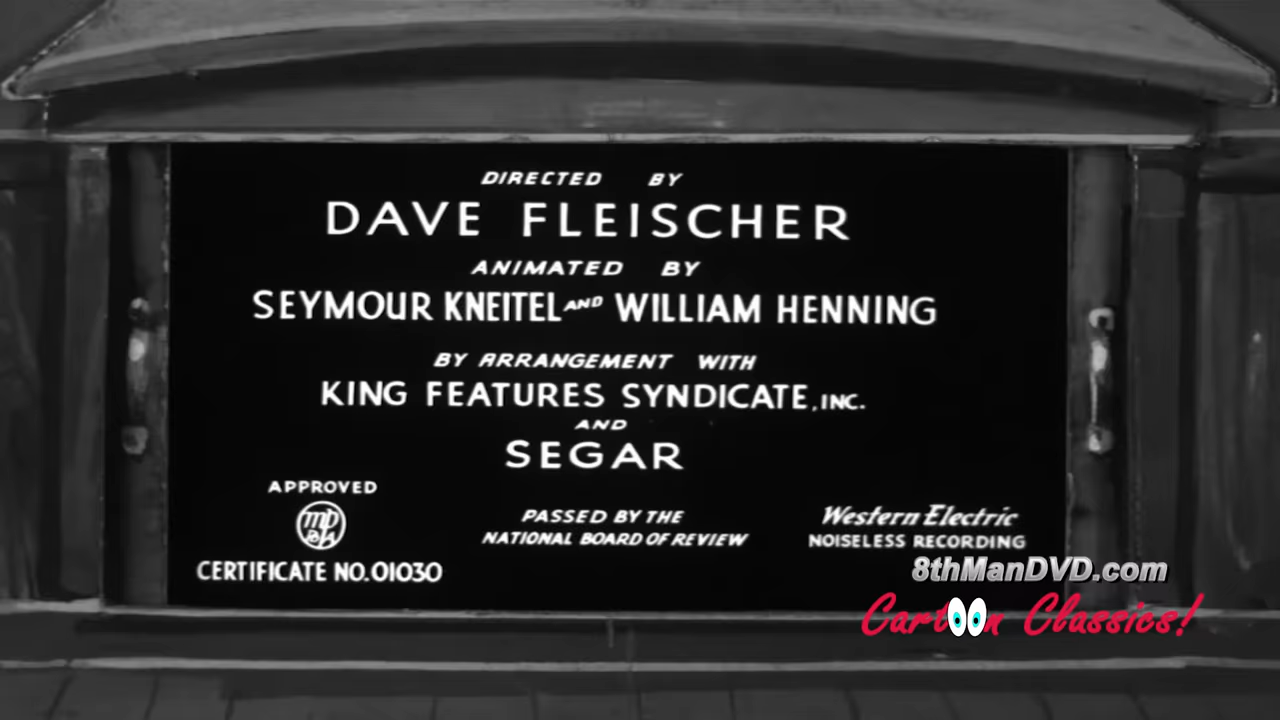 DIRECTED BY
DAVE FLEISCHER
ANIMATED BY
SEYMOUR KNEITEL AND WILLIAM HENNING
BY ARRANGEMENT WITH
KING FEATURES SYNDICATE, INC.
AND
SEGAR
APPROVED
MPPDA
CERTIFICATE NO. 01030
PASSED BY THE
NATIONAL BOARD OF REVIEW
Western Electric
NOISELESS RECORDING
8thManDVD.com
Cartoon Classics!